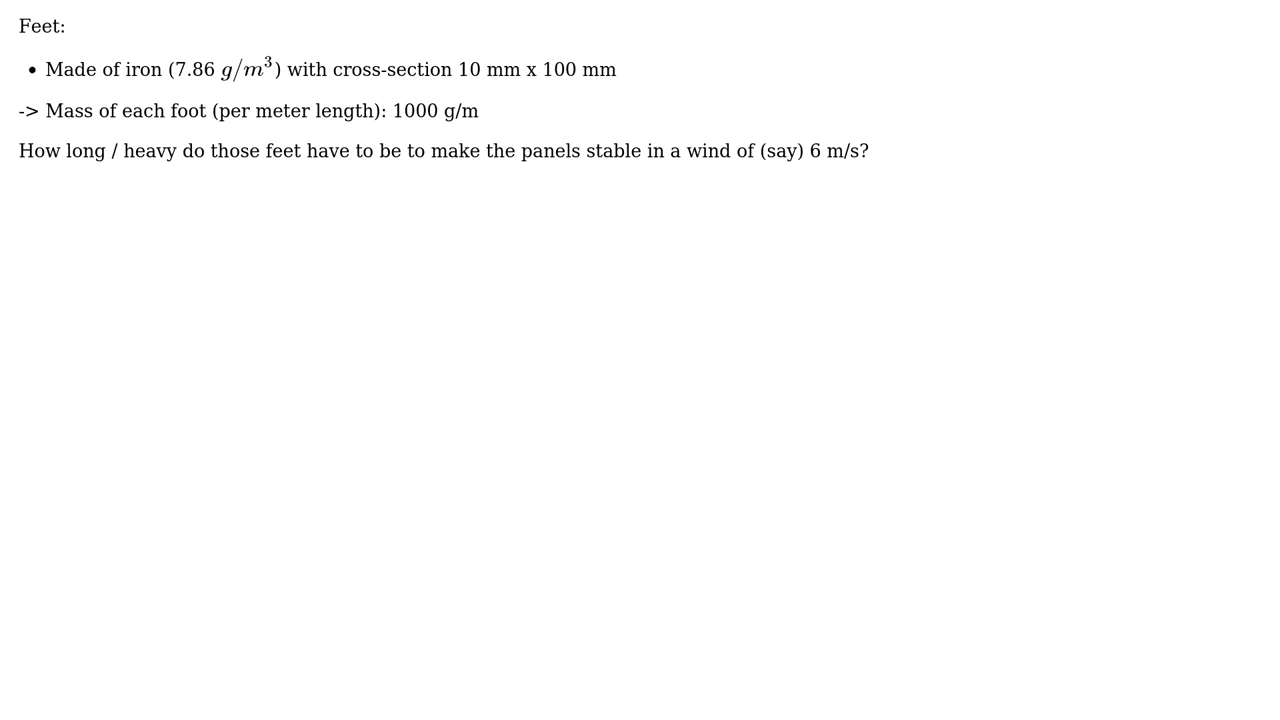 Feet:
• Made of iron (7.86 g/m³) with cross-section 10 mm x 100 mm
-> Mass of each foot (per meter length): 1000 g/m
How long / heavy do those feet have to be to make the panels stable in a wind of (say) 6 m/s?